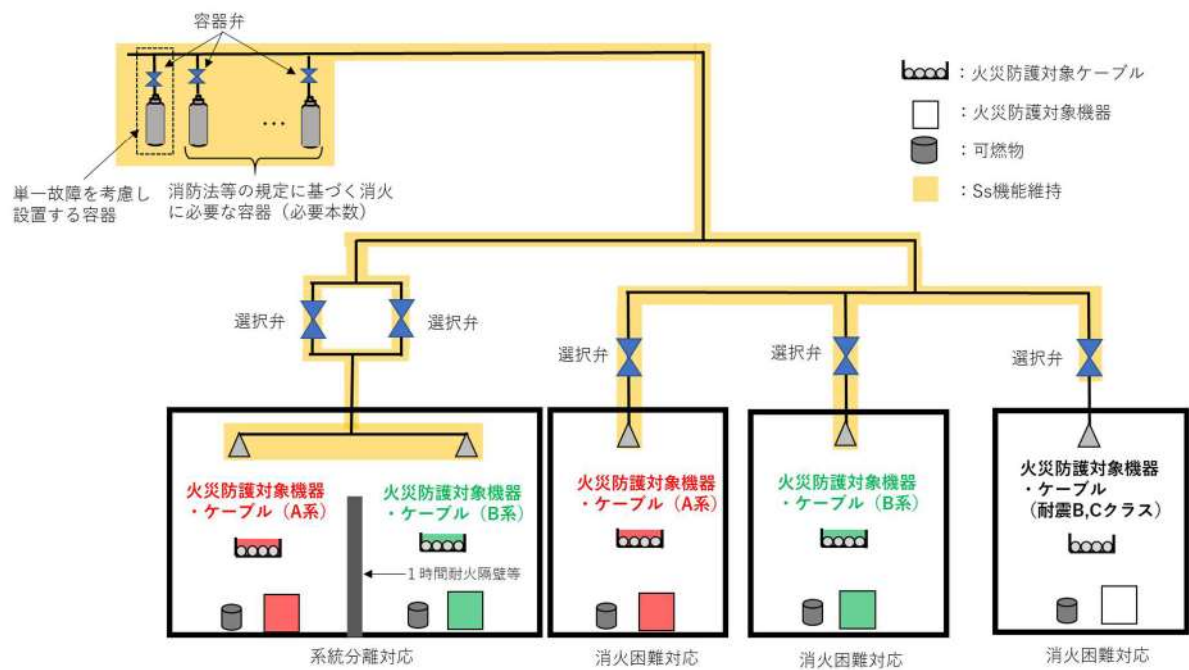 容器弁
…
単一故障を考慮し
設置する容器
消防法等の規定に基づく消火
に必要な容器（必要本数）
：火災防護対象ケーブル
：火災防護対象機器
：可燃物
：Ss機能維持
選択弁
選択弁
選択弁
選択弁
選択弁
火災防護対象機器
・ケーブル（A系）
火災防護対象機器
・ケーブル（B系）
1時間耐火隔壁等
系統分離対応
火災防護対象機器
・ケーブル（A系）
消火困難対応
火災防護対象機器
・ケーブル（B系）
消火困難対応
火災防護対象機器
・ケーブル
（耐震B,Cクラス）
消火困難対応